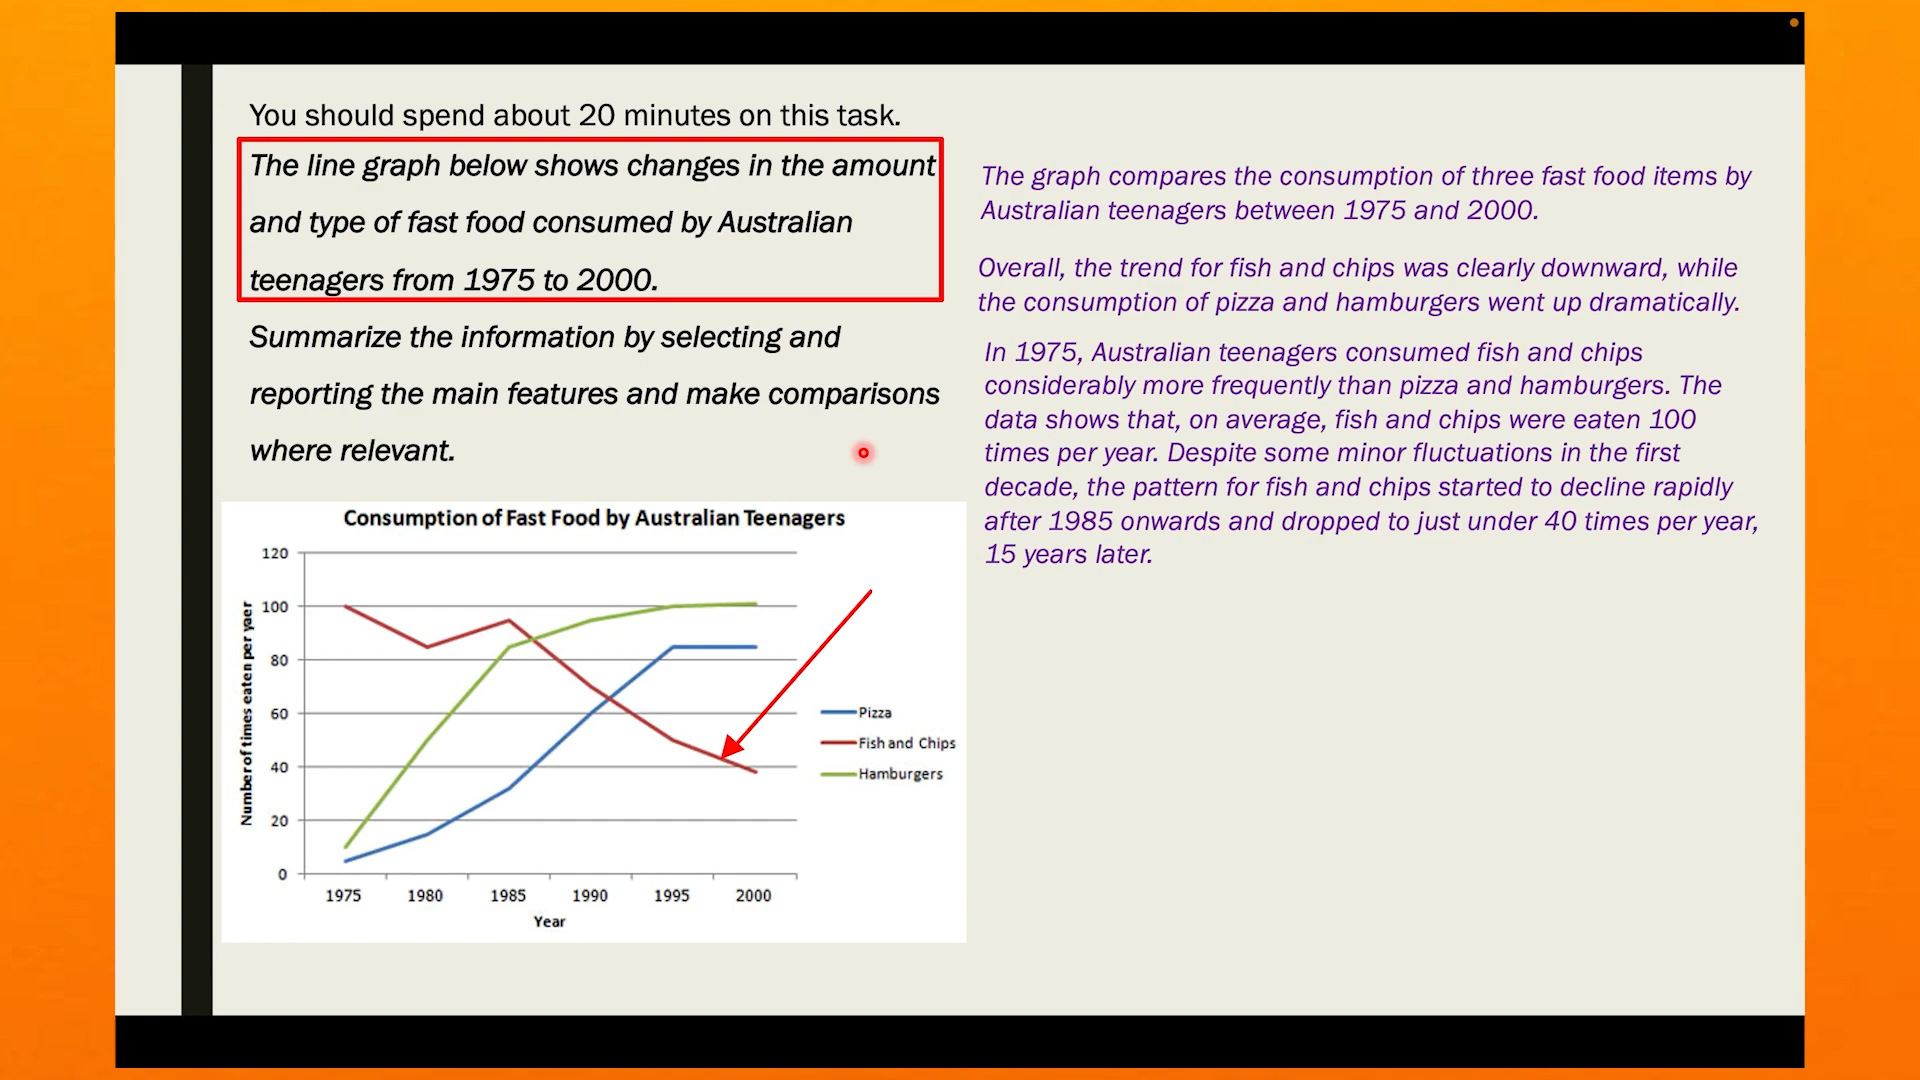 You should spend about 20 minutes on this task.
The line graph below shows changes in the amount
and type of fast food consumed by Australian
teenagers from 1975 to 2000.
Summarize the information by selecting and
reporting the main features and make comparisons
where relevant.
The graph compares the consumption of three fast food items by
Australian teenagers between 1975 and 2000.
Overall, the trend for fish and chips was clearly downward, while
the consumption of pizza and hamburgers went up dramatically.
In 1975, Australian teenagers consumed fish and chips
considerably more frequently than pizza and hamburgers. The
data shows that, on average, fish and chips were eaten 100
times per year. Despite some minor fluctuations in the first
decade, the pattern for fish and chips started to decline rapidly
after 1985 onwards and dropped to just under 40 times per year,
15 years later.
Consumption of Fast Food by Australian Teenagers
Number of times eaten per yaer
120
100
80
60
40
20
0
1975 1980 1985 1990 1995 2000
Year
Pizza
Fish and Chips
Hamburgers